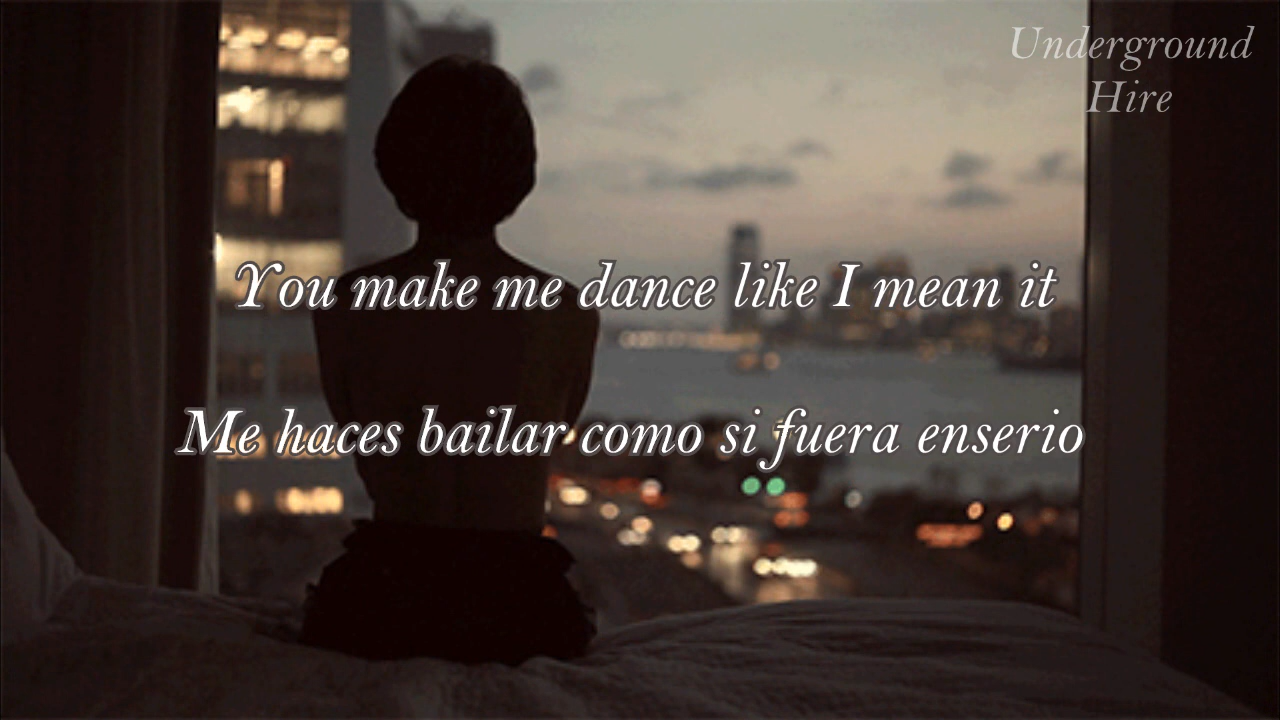 Underground
Hire
You make me dance like I mean it
Me haces bailar como si fuera enserio